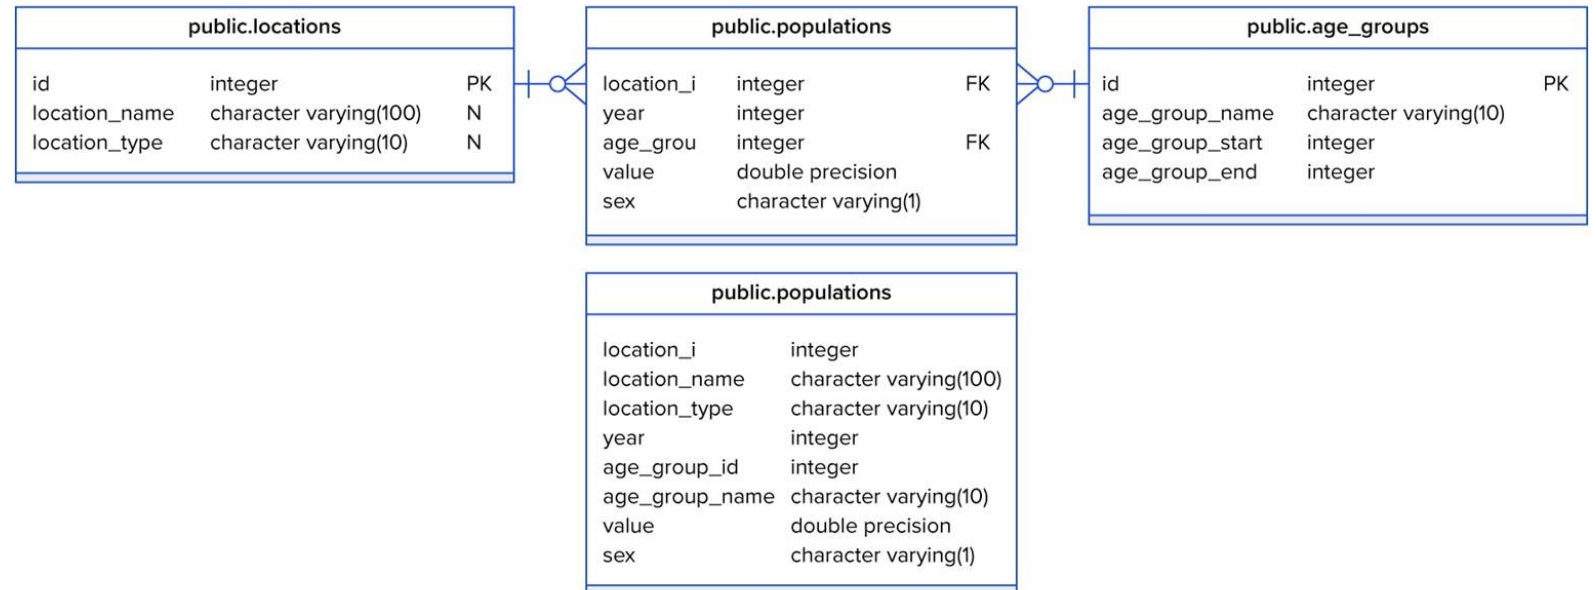 public.locations
id integer PK
location_name character varying(100) N
location_type character varying(10) N
public.populations
location_i integer FK
year integer
age_grou integer FK
value double precision
sex character varying(1)
public.age_groups
id integer PK
age_group_name character varying(10)
age_group_start integer
age_group_end integer
public.populations
location_i integer
location_name character varying(100)
location_type character varying(10)
year integer
age_group_id integer
age_group_name character varying(10)
value double precision
sex character varying(1)